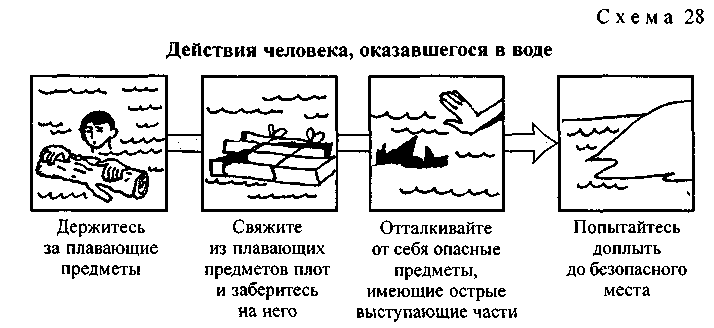 Схема 28
Действия человека, оказавшегося в воде
Держитесь
за плавающие
предметы
Свяжите
из плавающих
предметов плот
и заберитесь
на него
Отталкивайте
от себя опасные
предметы,
имеющие острые
выступающие части
Попытайтесь
доплыть
до безопасного
места